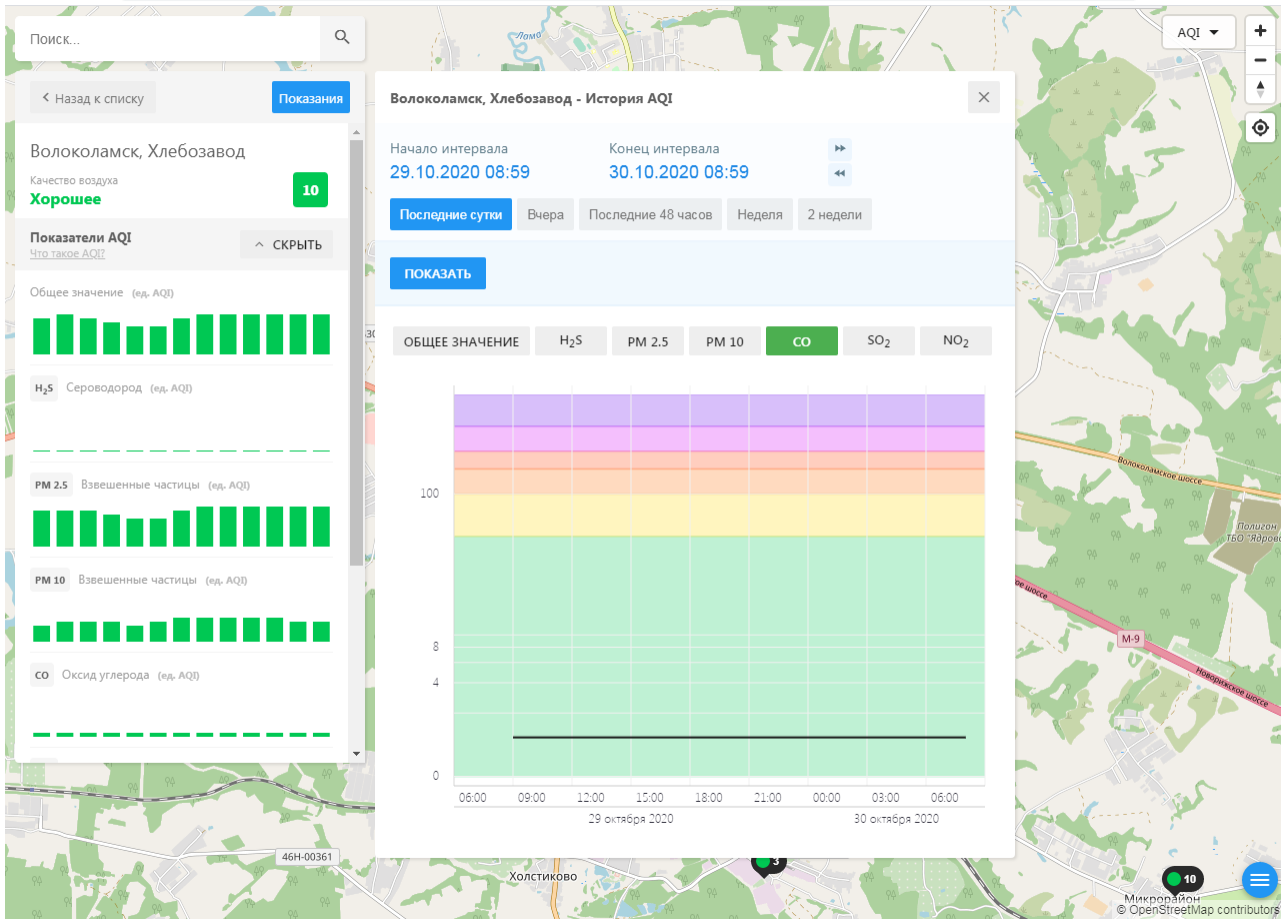 Поиск...
AQI
Назад к списку
Показания
Волоколамск, Хлебозавод
Качество воздуха
Хорошее
10
Показатели AQI
Что такое AQI?
СКРЫТЬ
Общее значение (ед. AQI)
H₂S Сероводород (ед. AQI)
PM 2.5 Взвешенные частицы (ед. AQI)
PM 10 Взвешенные частицы (ед. AQI)
CO Оксид углерода (ед. AQI)
Волоколамск, Хлебозавод - История AQI
Начало интервала
29.10.2020 08:59
Конец интервала
30.10.2020 08:59
Последние сутки
Вчера
Последние 48 часов
Неделя
2 недели
ПОКАЗАТЬ
ОБЩЕЕ ЗНАЧЕНИЕ H₂S PM 2.5 PM 10 CO SO₂ NO₂
100
8
4
0
06:00 09:00 12:00 15:00 18:00 21:00 00:00 03:00 06:00
29 октября 2020 30 октября 2020
Волоколамское шоссе
Полигон
ТБО "Ядрово
е шоссе
М-9
Новорижское шоссе
46Н-00361
3
Холстиково
10
Микрорайон
© OpenStreetMap contributors